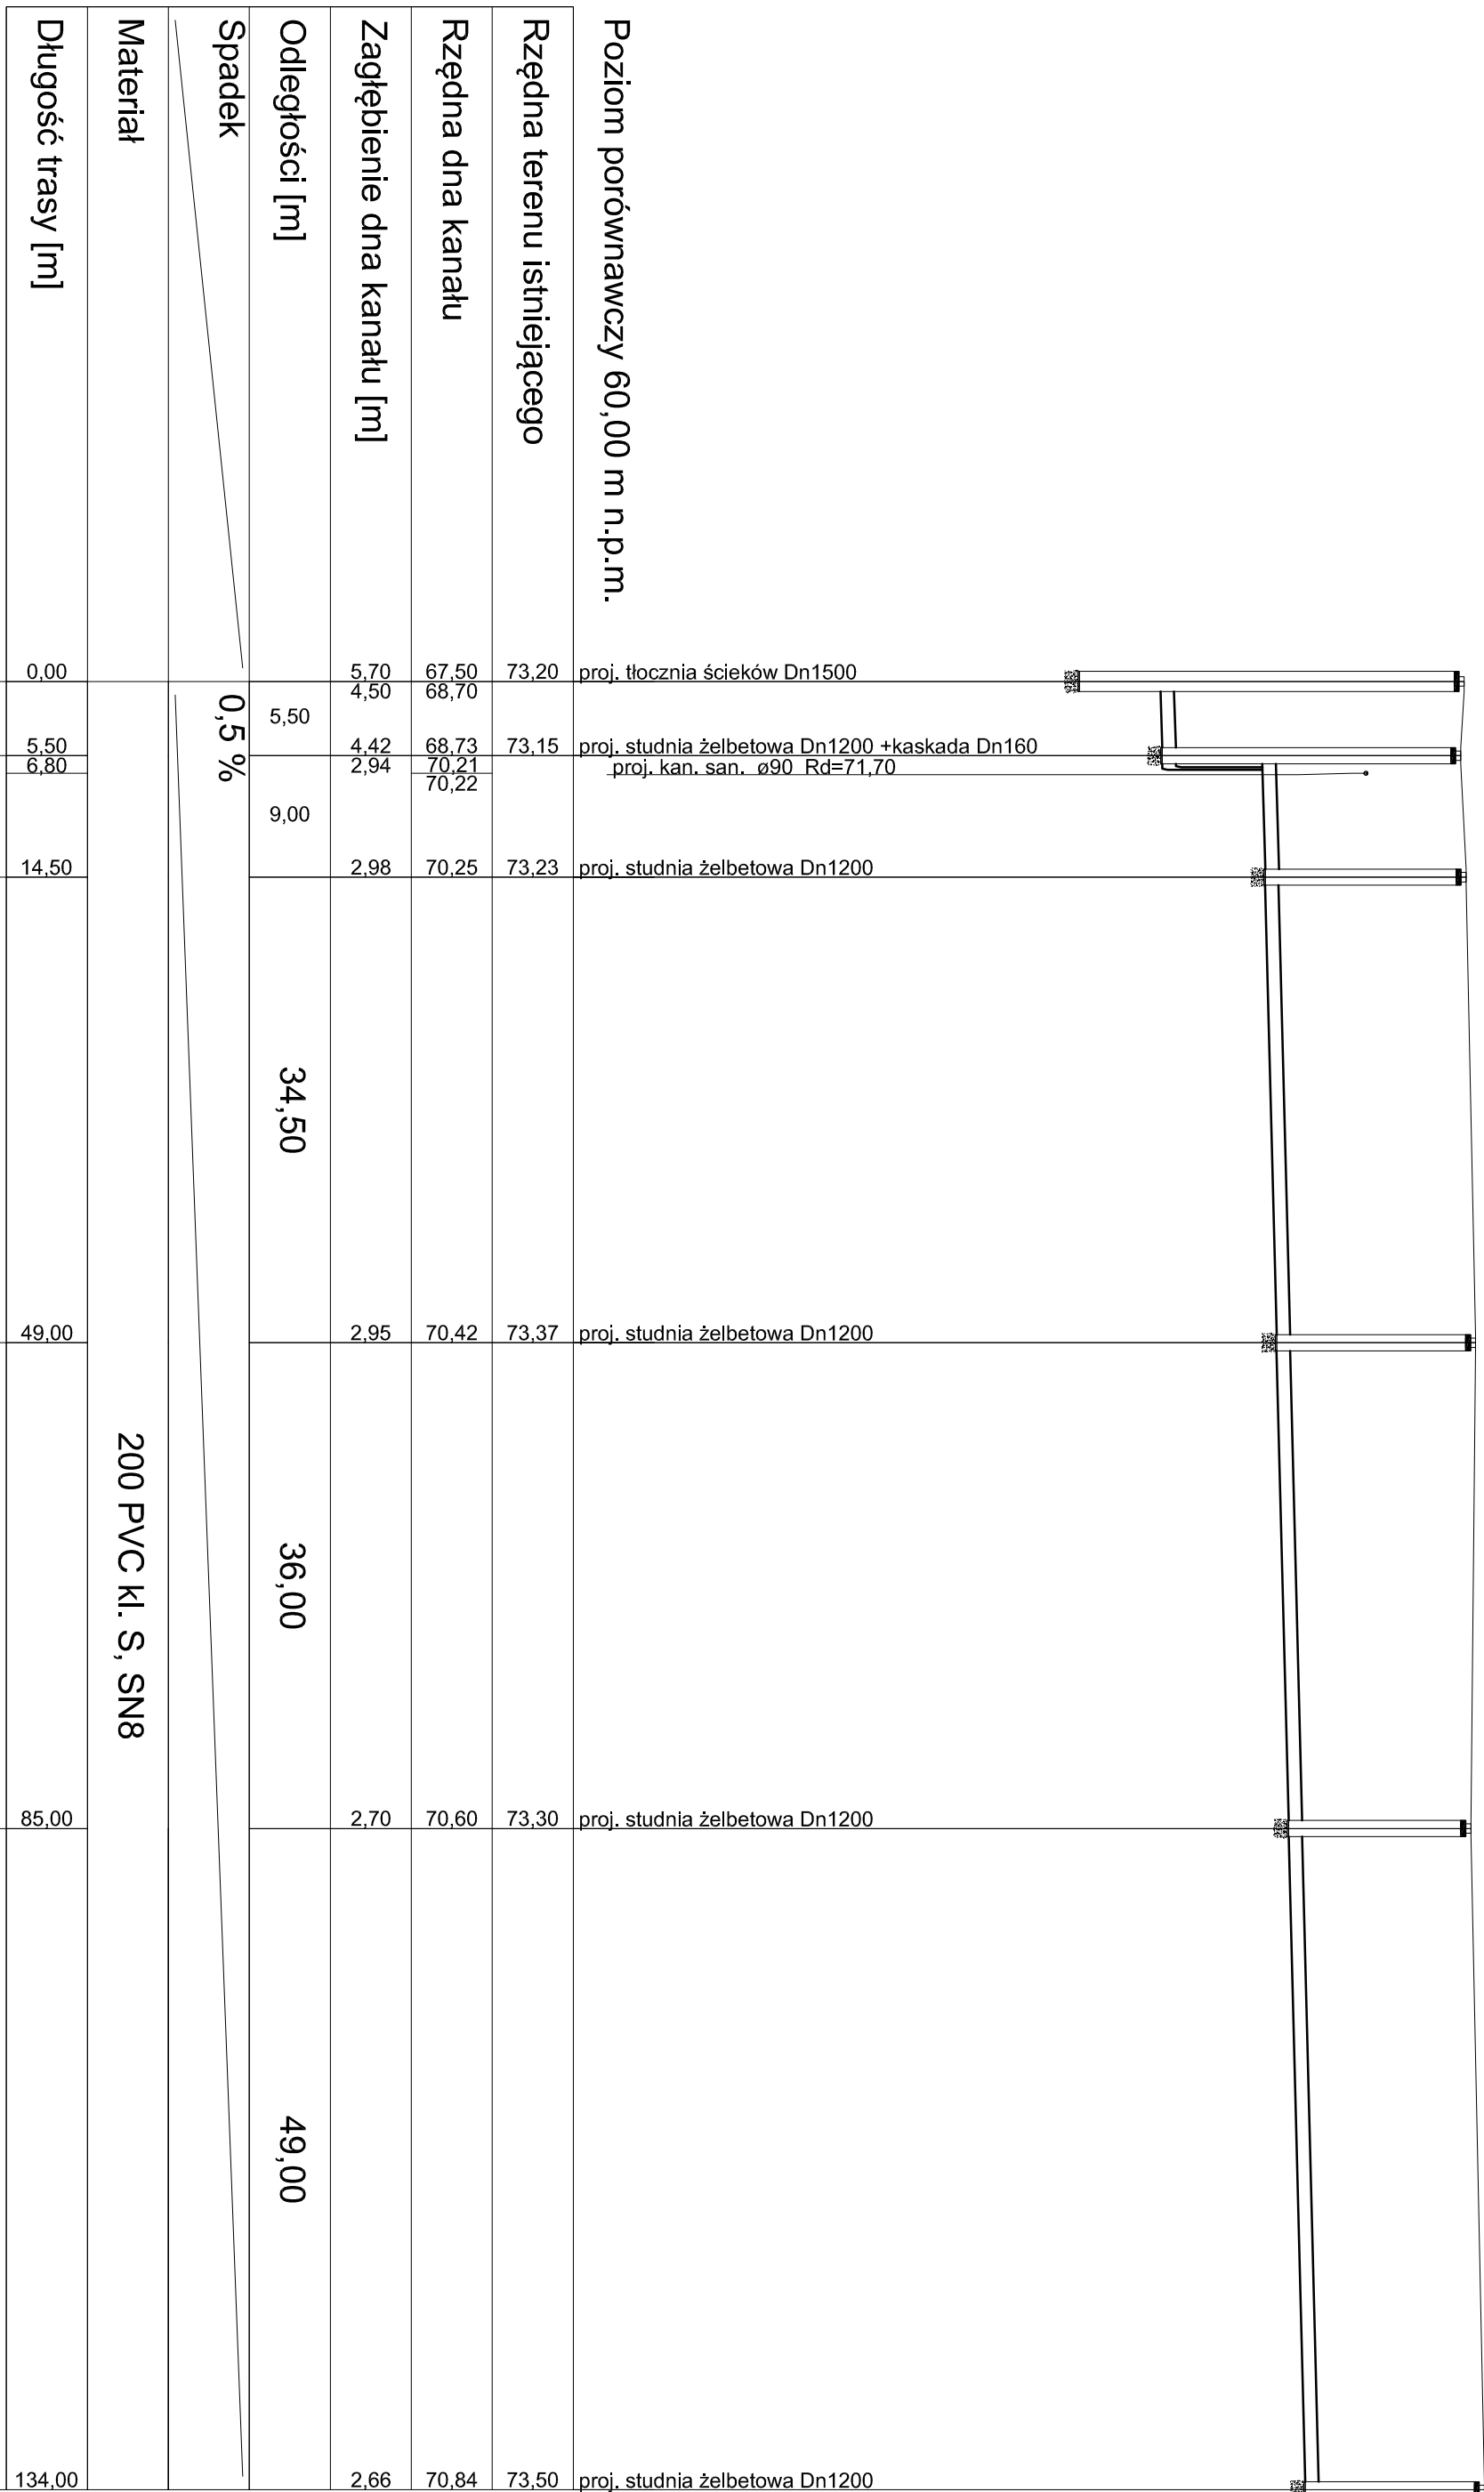 Poziom porównawczy 60,00 m n.p.m.
Rzędna terenu istniejącego
Rzędna dna kanału
Zagłębienie dna kanału [m]
Odległości [m]
Spadek
Materiał
Długość trasy [m]
0,00 5,70 67,50 73,20 proj. tłocznia ścieków Dn1500
4,50 68,70
0,5 % 5,50
5,50 4,42 68,73 73,15 proj. studnia żelbetowa Dn1200 +kaskada Dn160
6,80 2,94 70,21 proj. kan. san. ø90 Rd=71,70
70,22
9,00
14,50 2,98 70,25 73,23 proj. studnia żelbetowa Dn1200
34,50
49,00 2,95 70,42 73,37 proj. studnia żelbetowa Dn1200
200 PVC kl. S, SN8
36,00
85,00 2,70 70,60 73,30 proj. studnia żelbetowa Dn1200
49,00
134,00 2,66 70,84 73,50 proj. studnia żelbetowa Dn1200